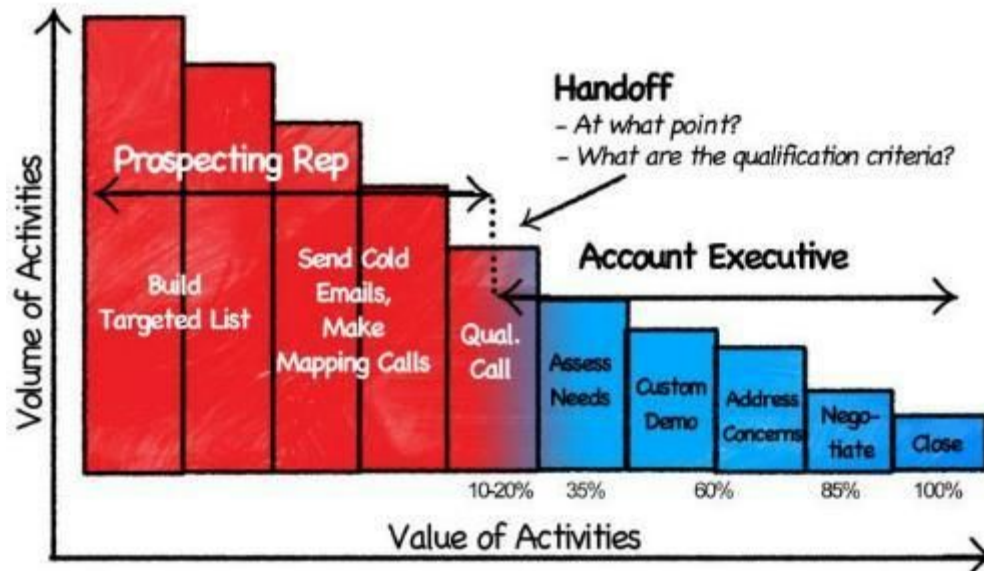 Handoff
- At what point?
- What are the qualification criteria?
Prospecting Rep
Account Executive
Volume of Activities
Build
Targeted List
Send Cold
Emails,
Make
Mapping Calls
Qual.
Call
Assess
Needs
Custom
Demo
Address
Concerns
Nego-
tiate
Close
10-20%
35%
60%
85%
100%
Value of Activities